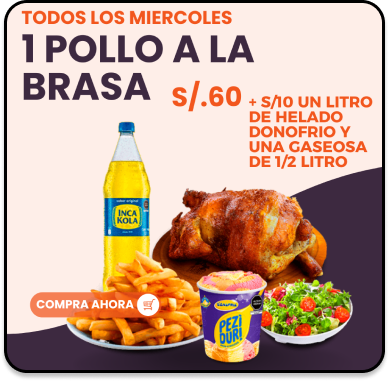 TODOS LOS MIERCOLES
1 POLLO A LA
BRASA
S/.60
+ S/10 UN LITRO
DE HELADO
DONOFRIO Y
UNA GASEOSA
DE 1/2 LITRO
INCA
KOLA
PEZI
DURI
COMPRA AHORA